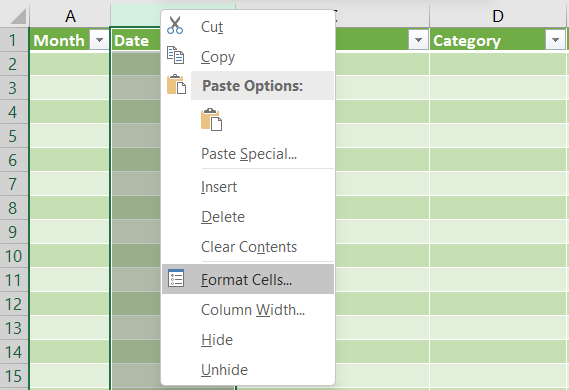 A D
1 Month Date Category
2
3
4
5
6
7
8
9
10
11
12
13
14
15
Cut
Copy
Paste Options:
Paste Special...
Insert
Delete
Clear Contents
Format Cells...
Column Width...
Hide
Unhide